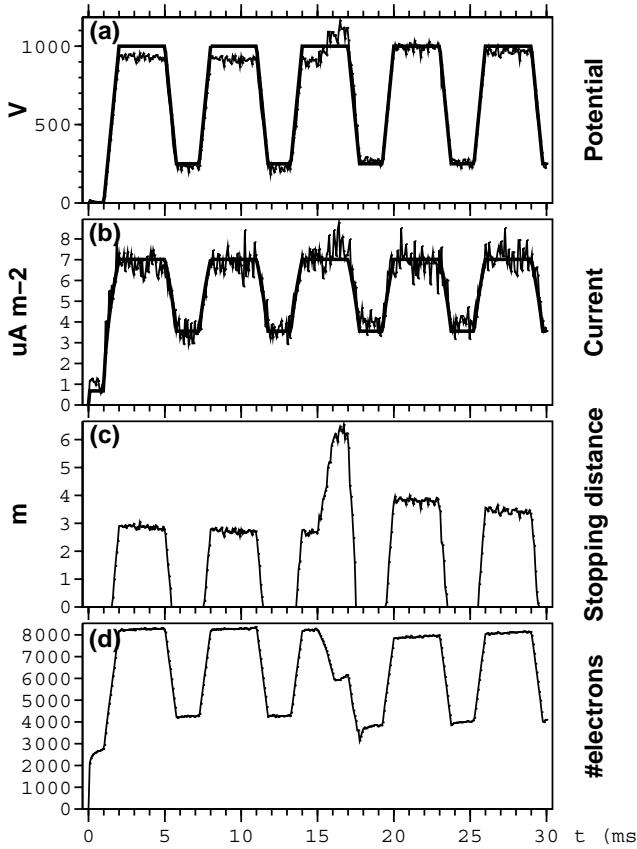 (a)
1000
500
0
V
Potential
(b)
8
7
6
5
4
3
2
1
0
uA m-2
Current
(c)
6
5
4
3
2
1
0
m
Stopping distance
(d)
8000
7000
6000
5000
4000
3000
2000
1000
0
#electrons
0 5 10 15 20 25 30 t (ms